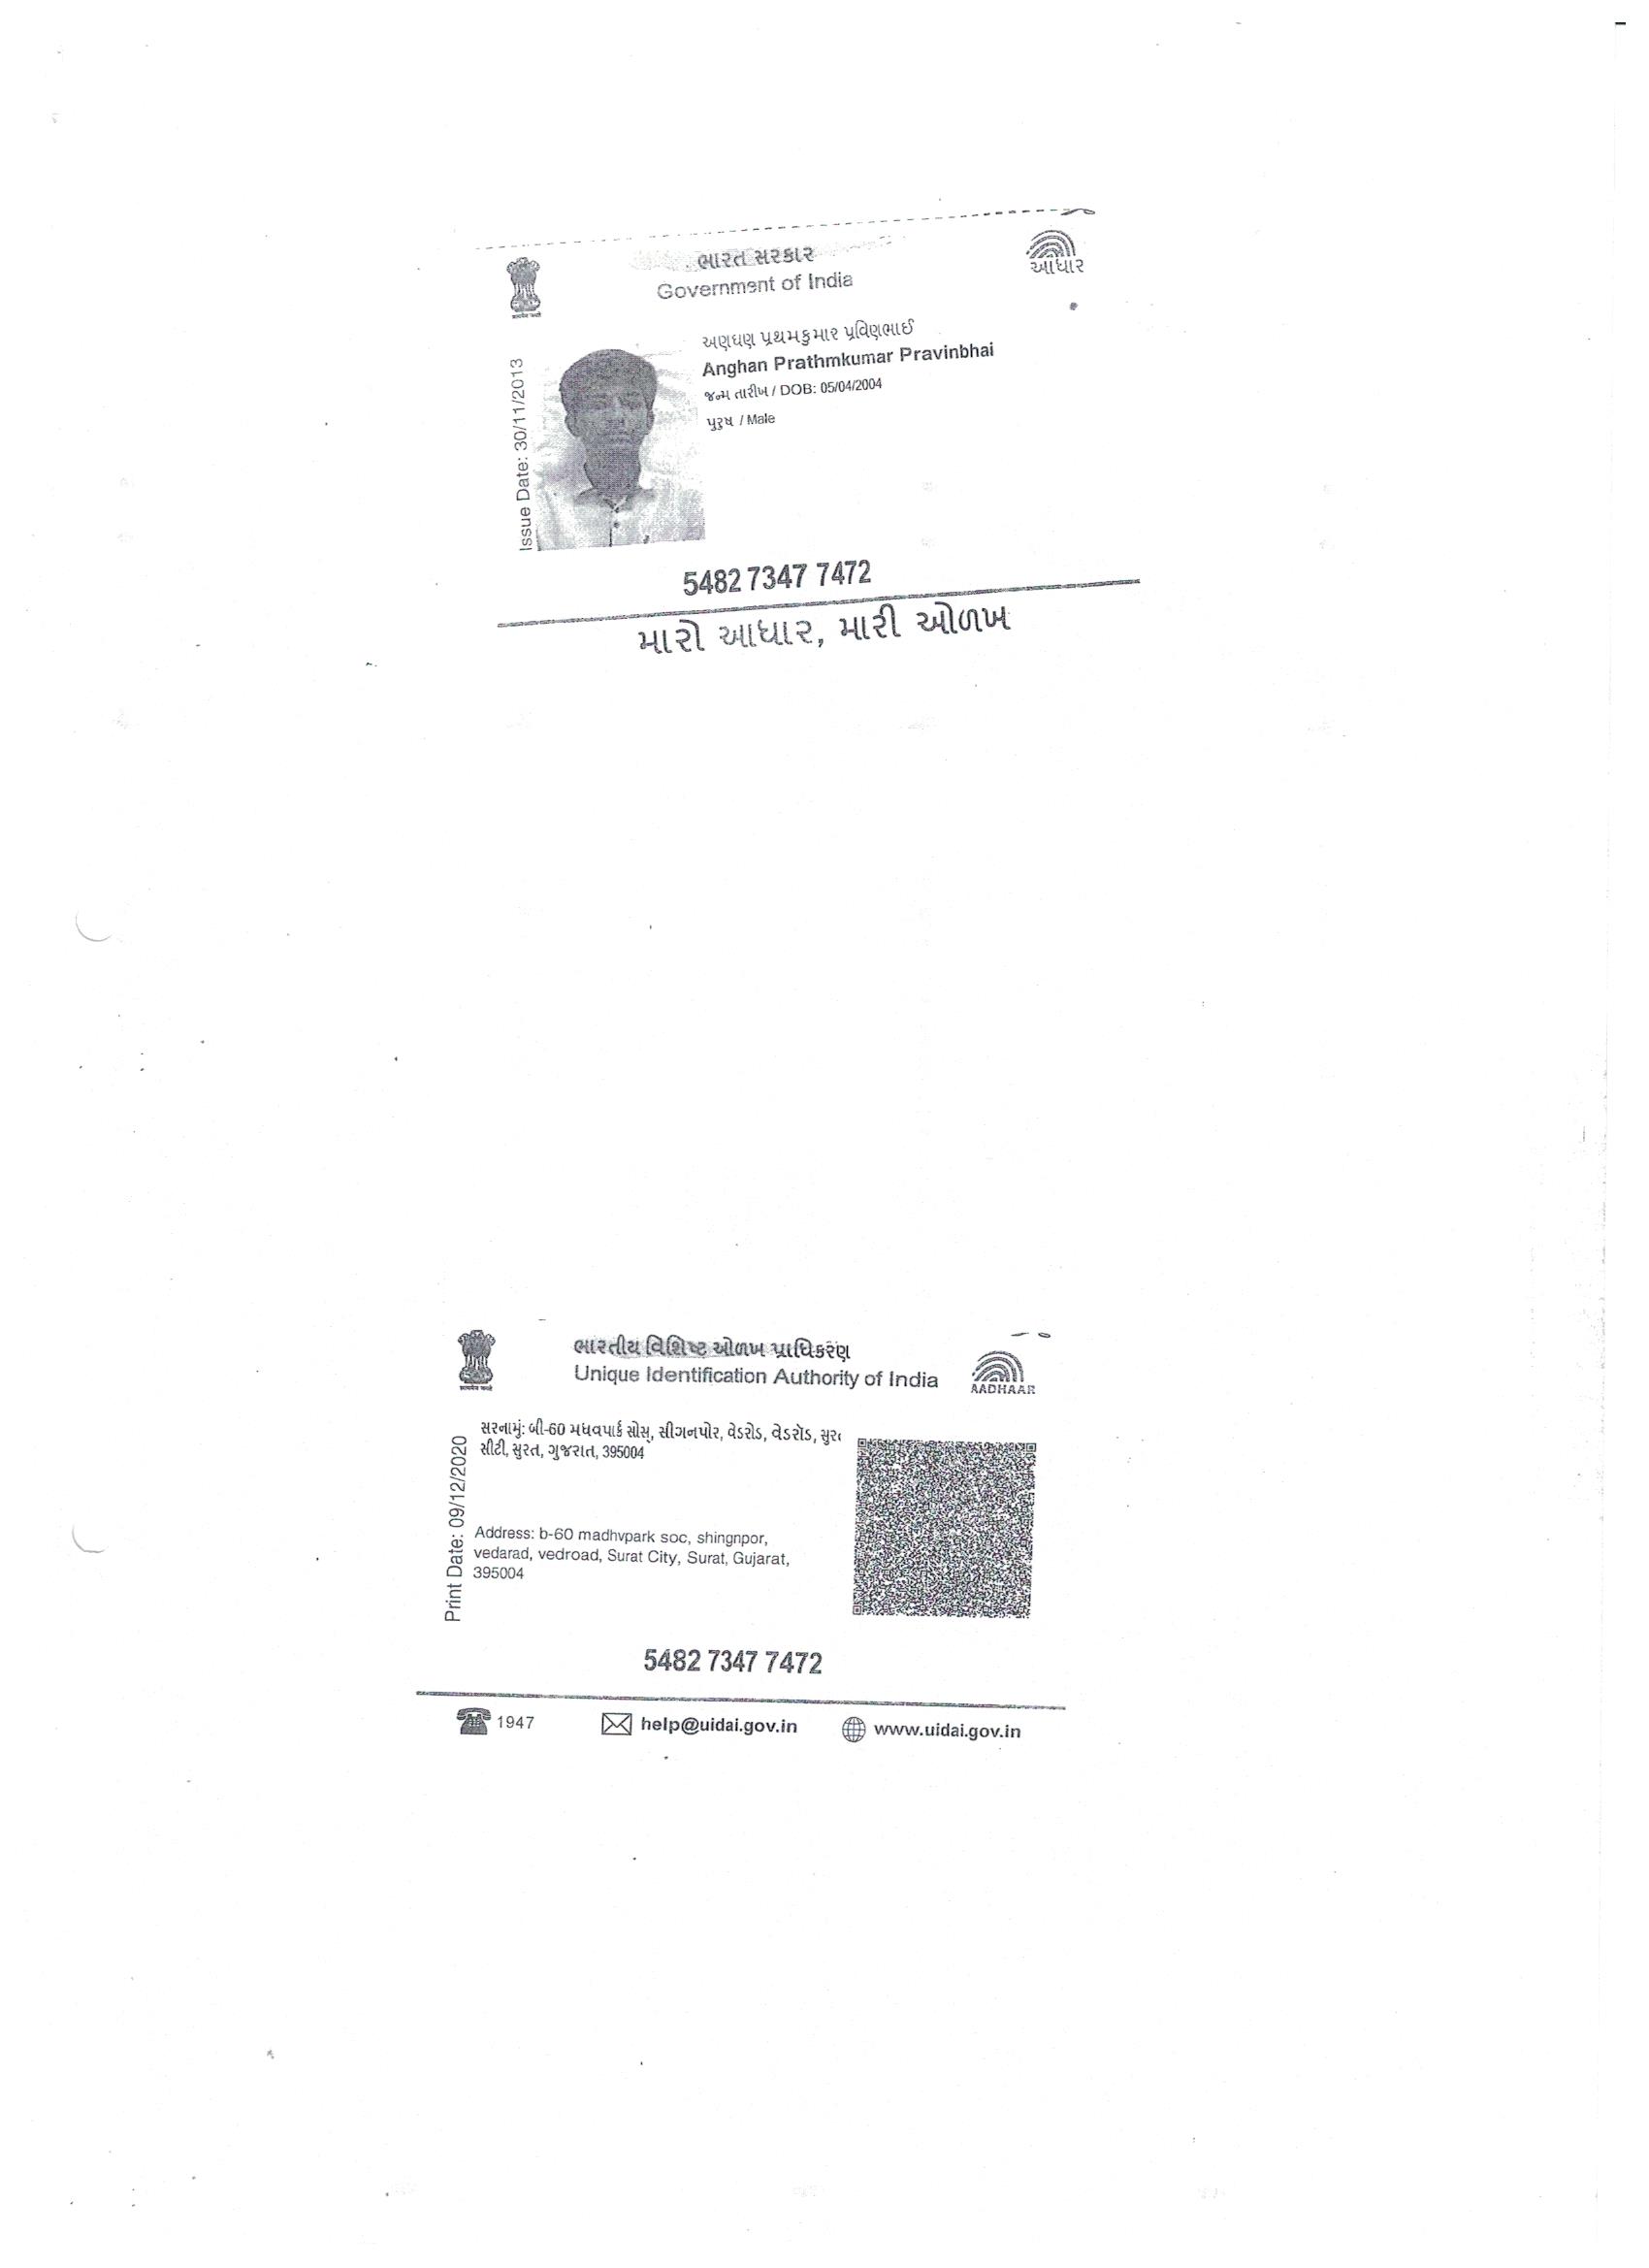 ભારત સરકાર
Government of India
આધાર
Issue Date: 30/11/2013
અણઘણ પ્રથમકુમાર પ્રવિણભાઈ
Anghan Prathmkumar Pravinbhai
જન્મ તારીખ / DOB: 05/04/2004
પુરુષ / Male
5482 7347 7472
મારો આધાર, મારી ઓળખ
ભારતીય વિશિષ્ટ ઓળખ પ્રાધિકરણ
Unique Identification Authority of India
AADHAAR
Print Date: 09/12/2020
સરનામું: બી-60 મધવપાર્ક સોસ, સીગનપોર, વેડરોડ, વેડરૉડ, સુરત
સીટી, સુરત, ગુજરાત, 395004
Address: b-60 madhvpark soc, shingnpor,
vedarad, vedroad, Surat City, Surat, Gujarat,
395004
5482 7347 7472
1947
help@uidai.gov.in
www.uidai.gov.in